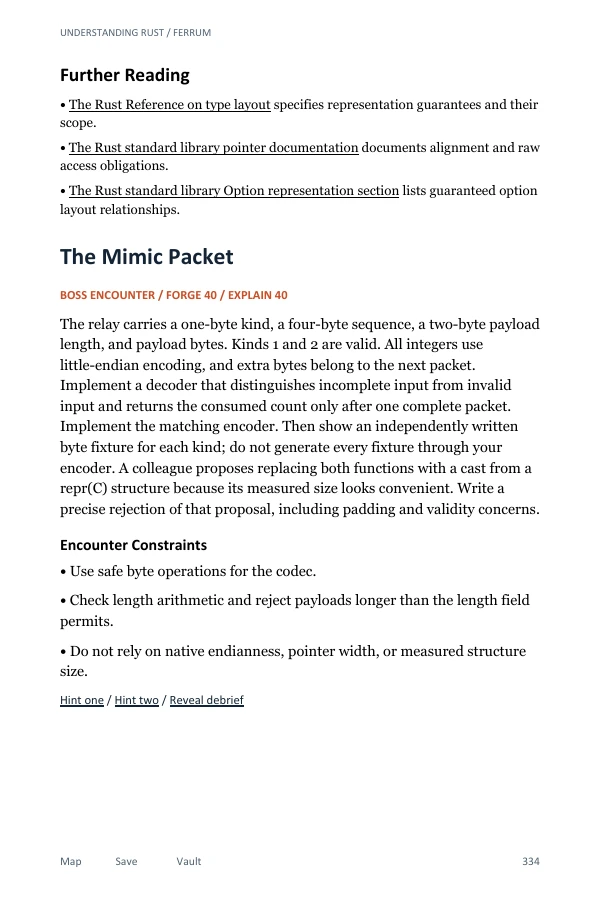 UNDERSTANDING RUST / FERRUM
Further Reading
• The Rust Reference on type layout specifies representation guarantees and their
scope.
• The Rust standard library pointer documentation documents alignment and raw
access obligations.
• The Rust standard library Option representation section lists guaranteed option
layout relationships.
The Mimic Packet
BOSS ENCOUNTER / FORGE 40 / EXPLAIN 40
The relay carries a one-byte kind, a four-byte sequence, a two-byte payload
length, and payload bytes. Kinds 1 and 2 are valid. All integers use
little-endian encoding, and extra bytes belong to the next packet.
Implement a decoder that distinguishes incomplete input from invalid
input and returns the consumed count only after one complete packet.
Implement the matching encoder. Then show an independently written
byte fixture for each kind; do not generate every fixture through your
encoder. A colleague proposes replacing both functions with a cast from a
repr(C) structure because its measured size looks convenient. Write a
precise rejection of that proposal, including padding and validity concerns.
Encounter Constraints
• Use safe byte operations for the codec.
• Check length arithmetic and reject payloads longer than the length field
permits.
• Do not rely on native endianness, pointer width, or measured structure
size.
Hint one / Hint two / Reveal debrief
Map Save Vault 334